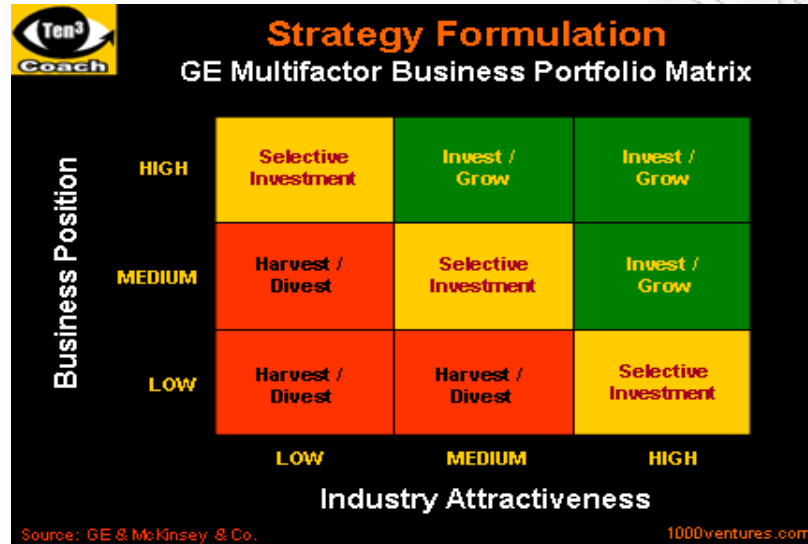 Ten³
Coach
Strategy Formulation
GE Multifactor Business Portfolio Matrix
Business Position
HIGH
Selective
Investment
Invest /
Grow
Invest /
Grow
MEDIUM
Harvest /
Divest
Selective
Investment
Invest /
Grow
LOW
Harvest /
Divest
Harvest /
Divest
Selective
Investment
LOW
MEDIUM
HIGH
Industry Attractiveness
Source: GE & McKinsey & Co.
1000ventures.com